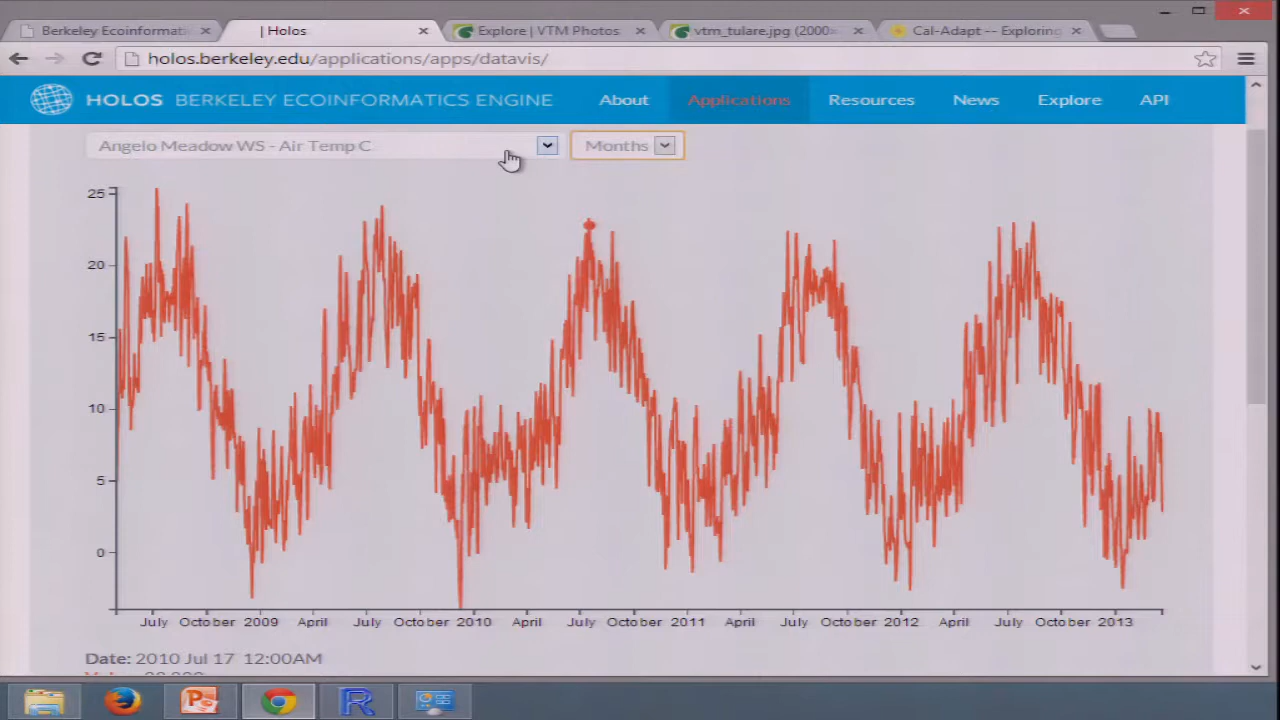 Berkeley Ecoinformati
| Holos
Explore | VTM Photos
vtm_tulare.jpg (2000×
Cal-Adapt -- Exploring
holos.berkeley.edu/applications/apps/datavis/
HOLOS BERKELEY ECOINFORMATICS ENGINE
About Applications Resources News Explore API
Angelo Meadow WS - Air Temp C
Months
25
20
15
10
5
0
July October 2009 April July October 2010 April July October 2011 April July October 2012 April July October 2013
Date: 2010 Jul 17 12:00AM